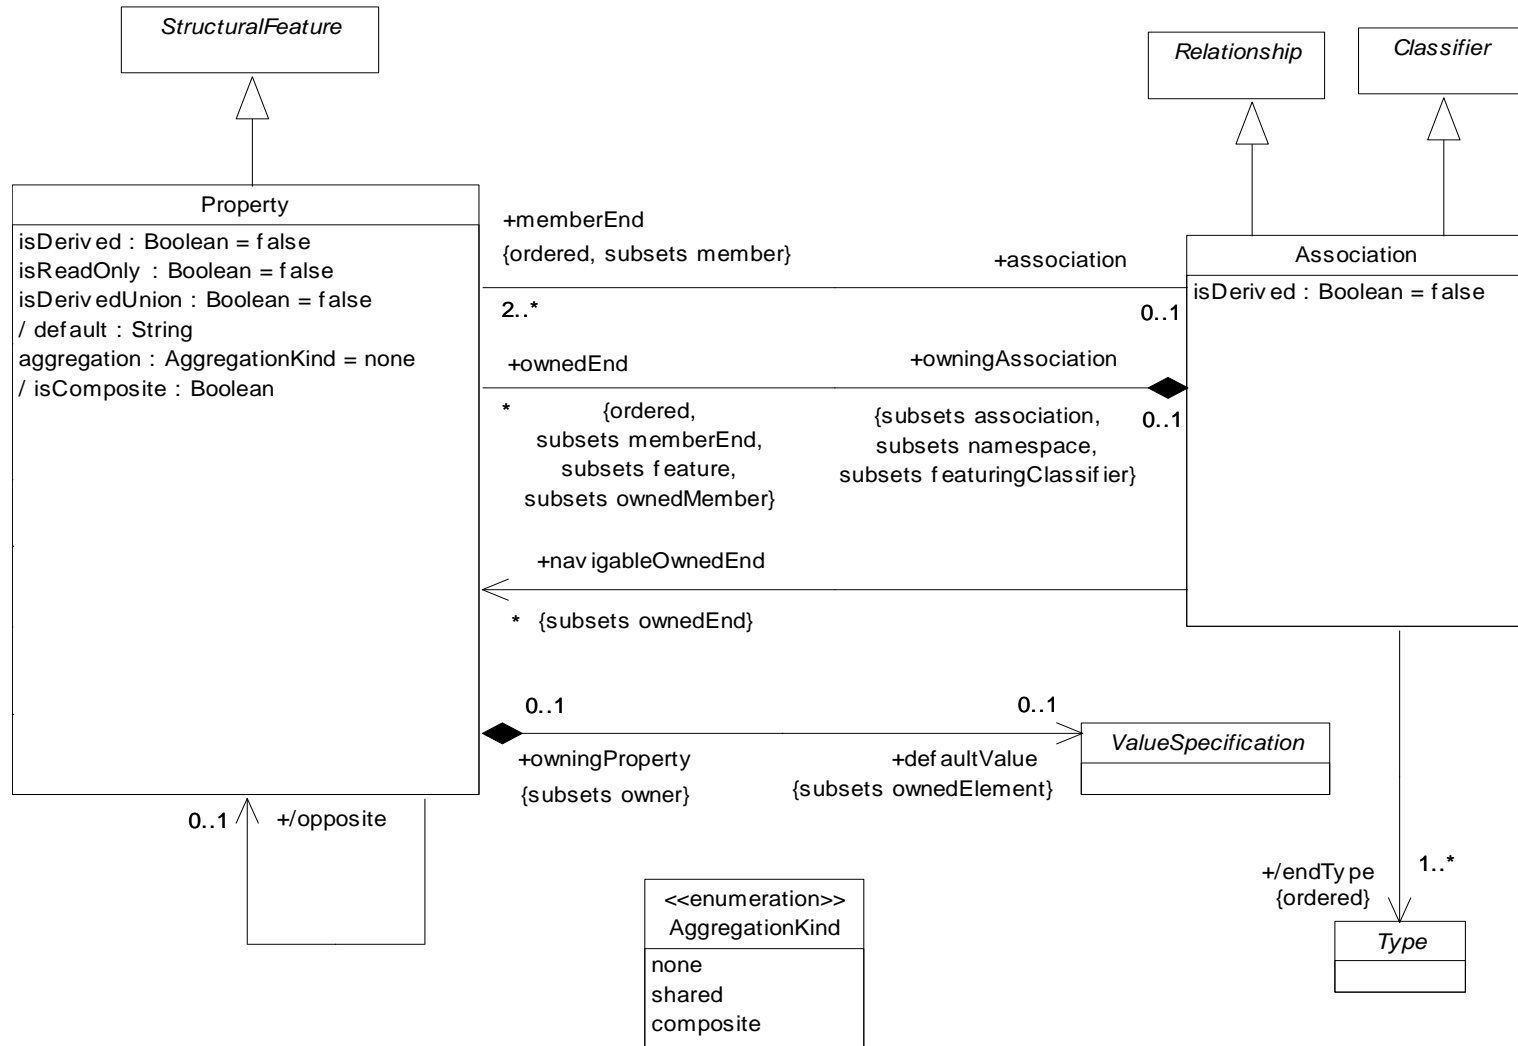 StructuralFeature
Relationship
Classifier
Property
isDerived : Boolean = false
isReadOnly : Boolean = false
isDerivedUnion : Boolean = false
/ default : String
aggregation : AggregationKind = none
/ isComposite : Boolean
+memberEnd
{ordered, subsets member}
2..*
+association
0..1
Association
isDerived : Boolean = false
+ownedEnd
*
{ordered,
subsets memberEnd,
subsets feature,
subsets ownedMember}
+owningAssociation
{subsets association,
subsets namespace,
subsets featuringClassifier}
0..1
+navigableOwnedEnd
* {subsets ownedEnd}
0..1
+owningProperty
{subsets owner}
0..1
+defaultValue
{subsets ownedElement}
ValueSpecification
0..1
+/opposite
+/endType
{ordered}
1..*
Type
<<enumeration>>
AggregationKind
none
shared
composite